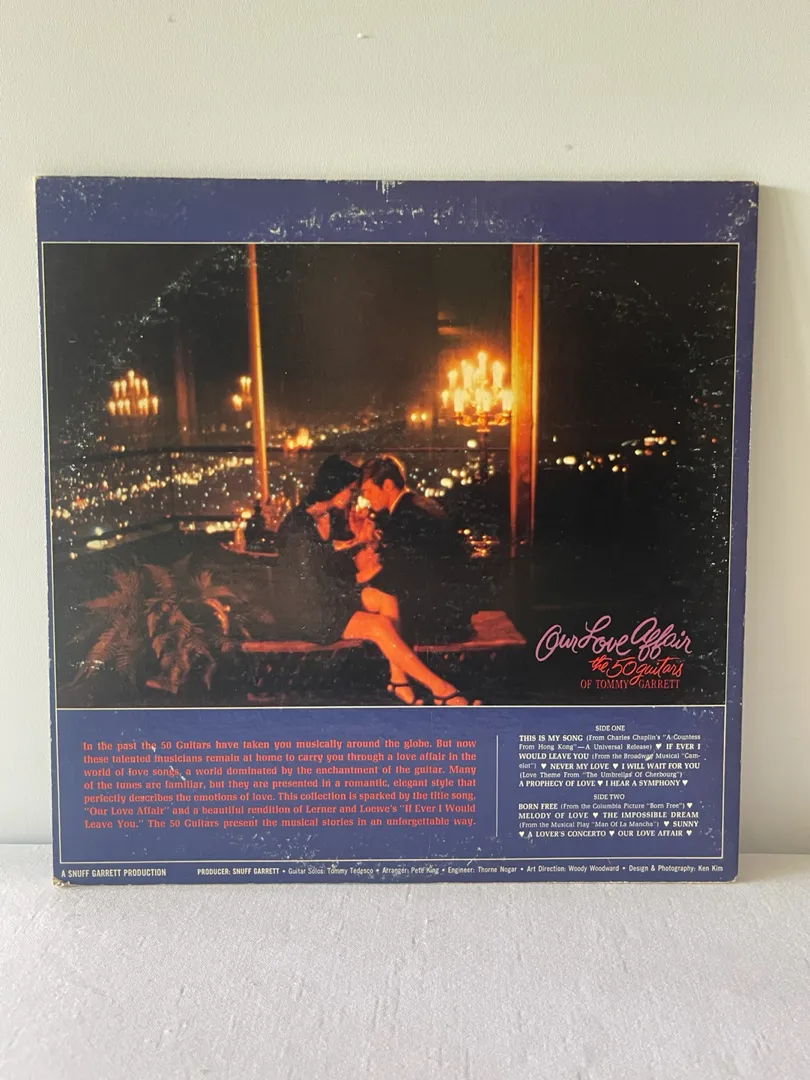 Our Love Affair
the 50 guitars
OF TOMMY GARRETT
In the past the 50 Guitars have taken you musically around the globe. But now
these talented musicians remain at home to carry you through a love affair in the
world of love songs, a world dominated by the enchantment of the guitar. Many
of the tunes are familiar, but they are presented in a romantic, elegant style that
perfectly describes the emotions of love. This collection is sparked by the title song,
"Our Love Affair" and a beautiful rendition of Lerner and Loewe's "If Ever I Would
Leave You." The 50 Guitars present the musical stories in an unforgettable way.
SIDE ONE
THIS IS MY SONG (From Charles Chaplin's "A Countess
From Hong Kong"—A Universal Release) ♥ IF EVER I
WOULD LEAVE YOU (From the Broadway Musical "Cam-
elot") ♥ NEVER MY LOVE ♥ I WILL WAIT FOR YOU
(Love Theme From "The Umbrellas Of Cherbourg")
A PROPHECY OF LOVE ♥ I HEAR A SYMPHONY ♥
SIDE TWO
BORN FREE (From the Columbia Picture "Born Free") ♥
MELODY OF LOVE ♥ THE IMPOSSIBLE DREAM
(From the Musical Play "Man Of La Mancha") ♥ SUNNY
♥ A LOVER'S CONCERTO ♥ OUR LOVE AFFAIR ♥
A SNUFF GARRETT PRODUCTION PRODUCER: SNUFF GARRETT • Guitar Solos: Tommy Tedesco • Arranger: Pete King • Engineer: Thorne Nogar • Art Direction: Woody Woodward • Design & Photography: Ken Kim